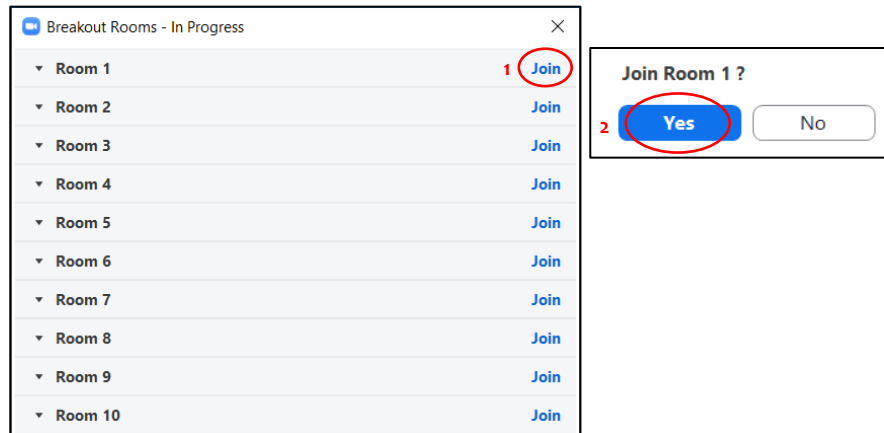 Breakout Rooms - In Progress
Room 1 1 Join
Room 2 Join
Room 3 Join
Room 4 Join
Room 5 Join
Room 6 Join
Room 7 Join
Room 8 Join
Room 9 Join
Room 10 Join
Join Room 1 ?
2 Yes No